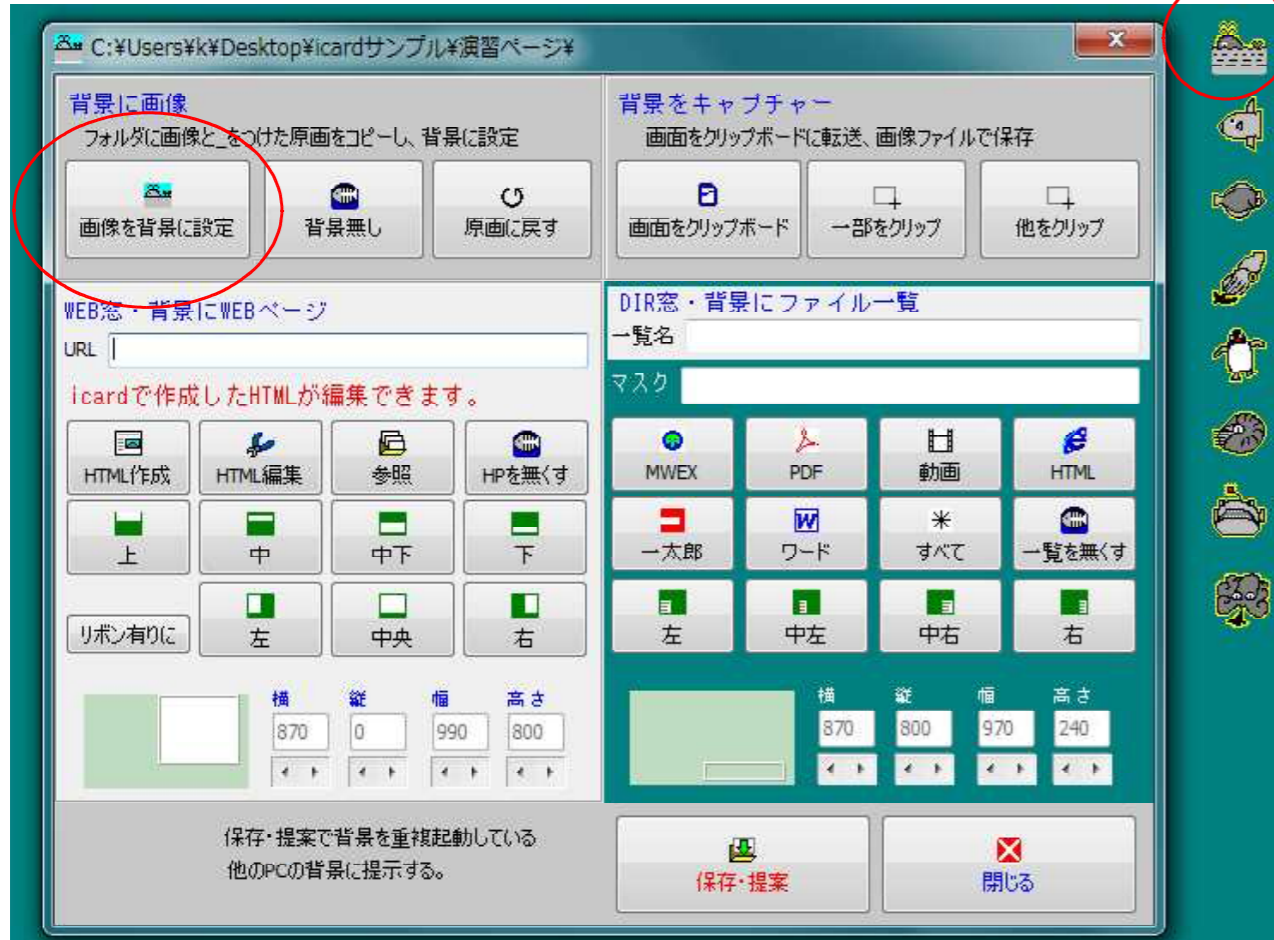 C:¥Users¥k¥Desktop¥icardサンプル¥演習ページ¥
背景に画像
フォルダに画像と_をつけた原画をコピーし、背景に設定
画像を背景に設定
背景無し
原画に戻す
背景をキャプチャー
画面をクリップボードに転送、画像ファイルで保存
画面をクリップボード
一部をクリップ
他をクリップ
WEB窓・背景にWEBページ
URL
icardで作成したHTMLが編集できます。
HTML作成
HTML編集
参照
HPを無くす
上
中
中下
下
リボン有りに
左
中央
右
横 縦 幅 高さ
870 0 990 800
DIR窓・背景にファイル一覧
一覧名
マスク
MWEX
PDF
動画
HTML
一太郎
ワード
すべて
一覧を無くす
左
中左
中右
右
横 縦 幅 高さ
870 800 970 240
保存・提案で背景を重複起動している
他のPCの背景に提示する。
保存・提案
閉じる